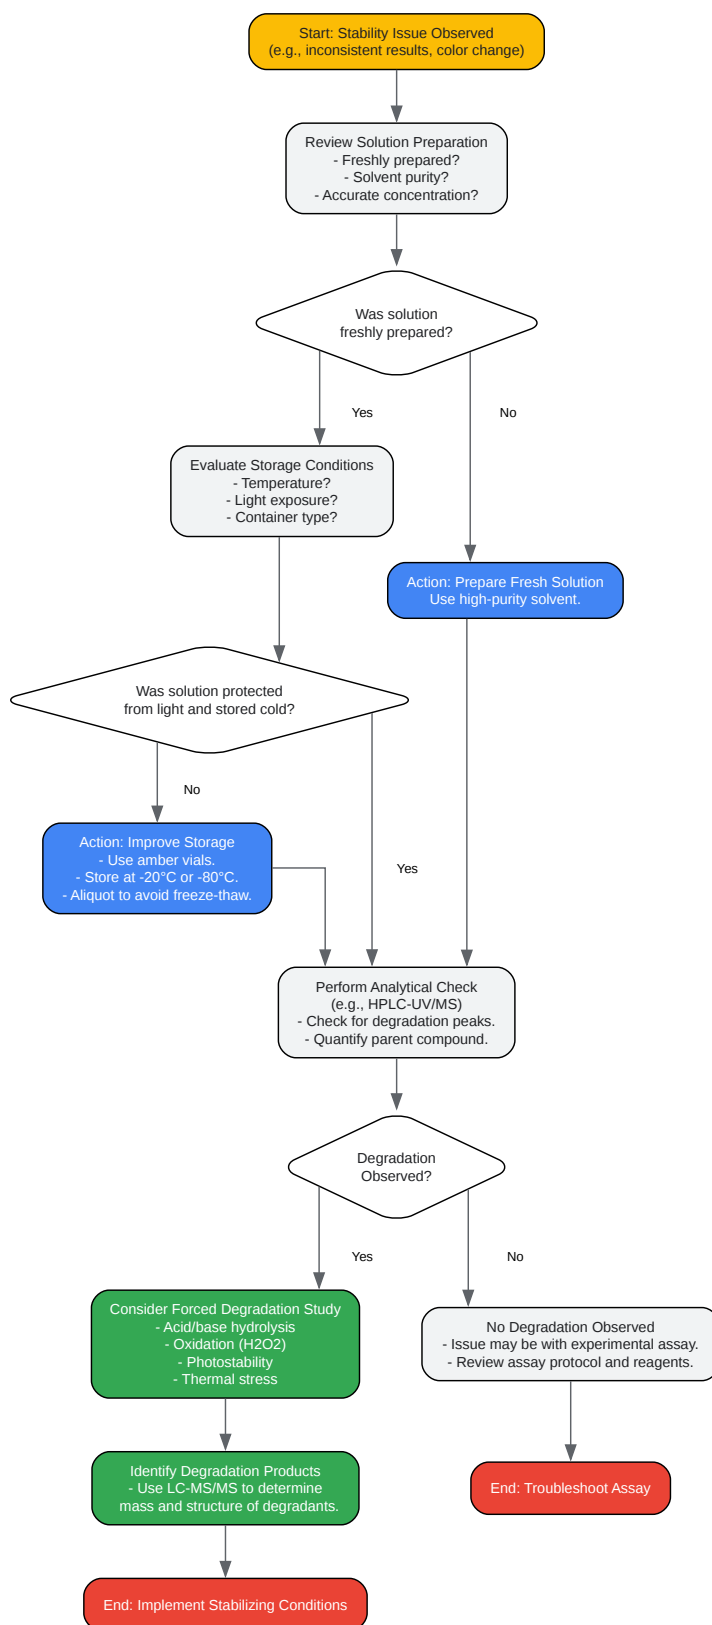 Start: Stability Issue Observed
(e.g., inconsistent results, color change)
Review Solution Preparation
- Freshly prepared?
- Solvent purity?
- Accurate concentration?
Was solution
freshly prepared?
Yes
No
Evaluate Storage Conditions
- Temperature?
- Light exposure?
- Container type?
Action: Prepare Fresh Solution
Use high-purity solvent.
Was solution protected
from light and stored cold?
No
Action: Improve Storage
- Use amber vials.
- Store at -20°C or -80°C.
- Aliquot to avoid freeze-thaw.
Yes
Perform Analytical Check
(e.g., HPLC-UV/MS)
- Check for degradation peaks.
- Quantify parent compound.
Degradation
Observed?
Yes
No
Consider Forced Degradation Study
- Acid/base hydrolysis
- Oxidation (H2O2)
- Photostability
- Thermal stress
No Degradation Observed
- Issue may be with experimental assay.
- Review assay protocol and reagents.
Identify Degradation Products
- Use LC-MS/MS to determine
mass and structure of degradants.
End: Troubleshoot Assay
End: Implement Stabilizing Conditions